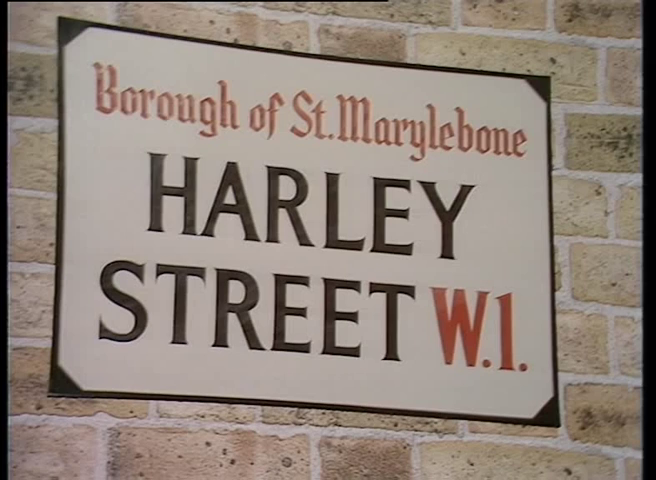 Borough of St. Marylebone
HARLEY
STREET W.1.